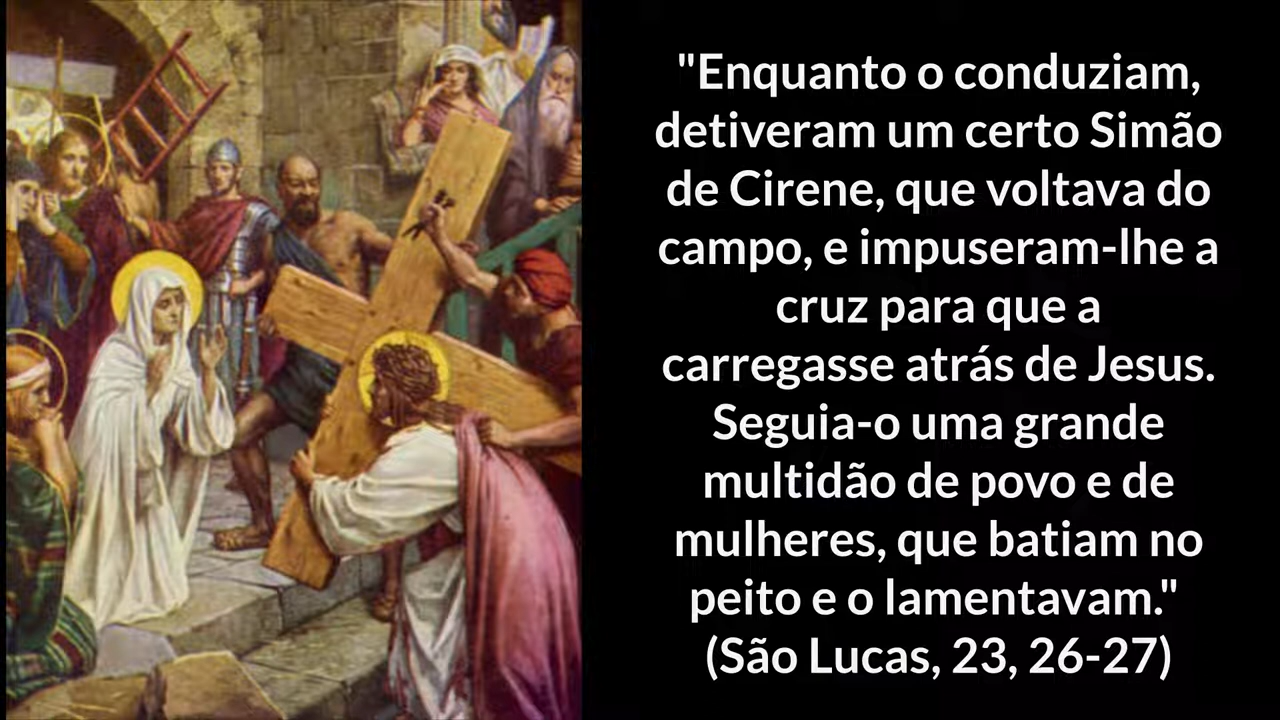 "Enquanto o conduziam,
detiveram um certo Simão
de Cirene, que voltava do
campo, e impuseram-lhe a
cruz para que a
carregasse atrás de Jesus.
Seguia-o uma grande
multidão de povo e de
mulheres, que batiam no
peito e o lamentavam."
(São Lucas, 23, 26-27)